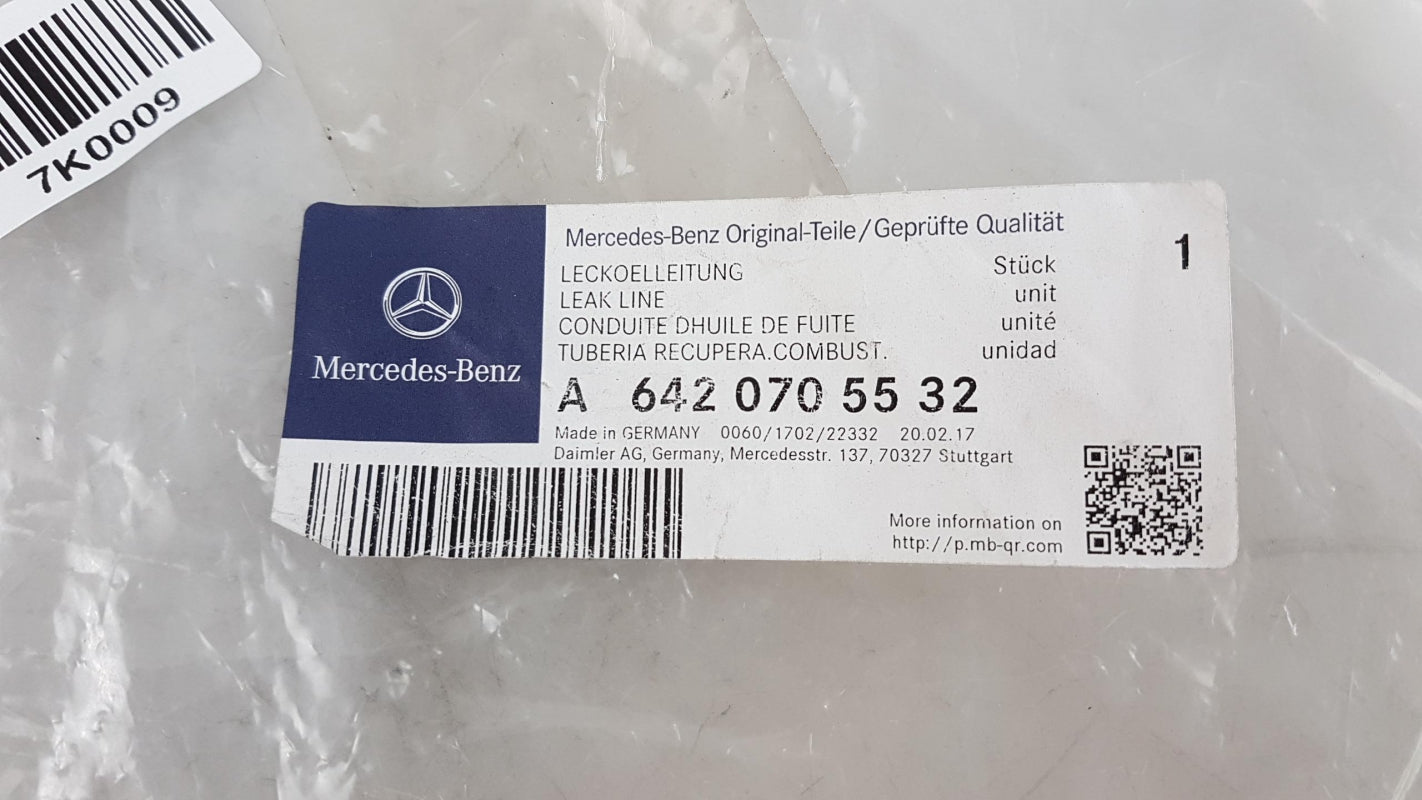 7K0009
Mercedes-Benz
Mercedes-Benz Original-Teile/Geprüfte Qualität
LECKOELLEITUNG Stück 1
LEAK LINE unit
CONDUITE DHUILE DE FUITE unité
TUBERIA RECUPERA.COMBUST. unidad
A 642 070 55 32
Made in GERMANY 0060/1702/22332 20.02.17
Daimler AG, Germany, Mercedesstr. 137, 70327 Stuttgart
More information on
http://p.mb-qr.com